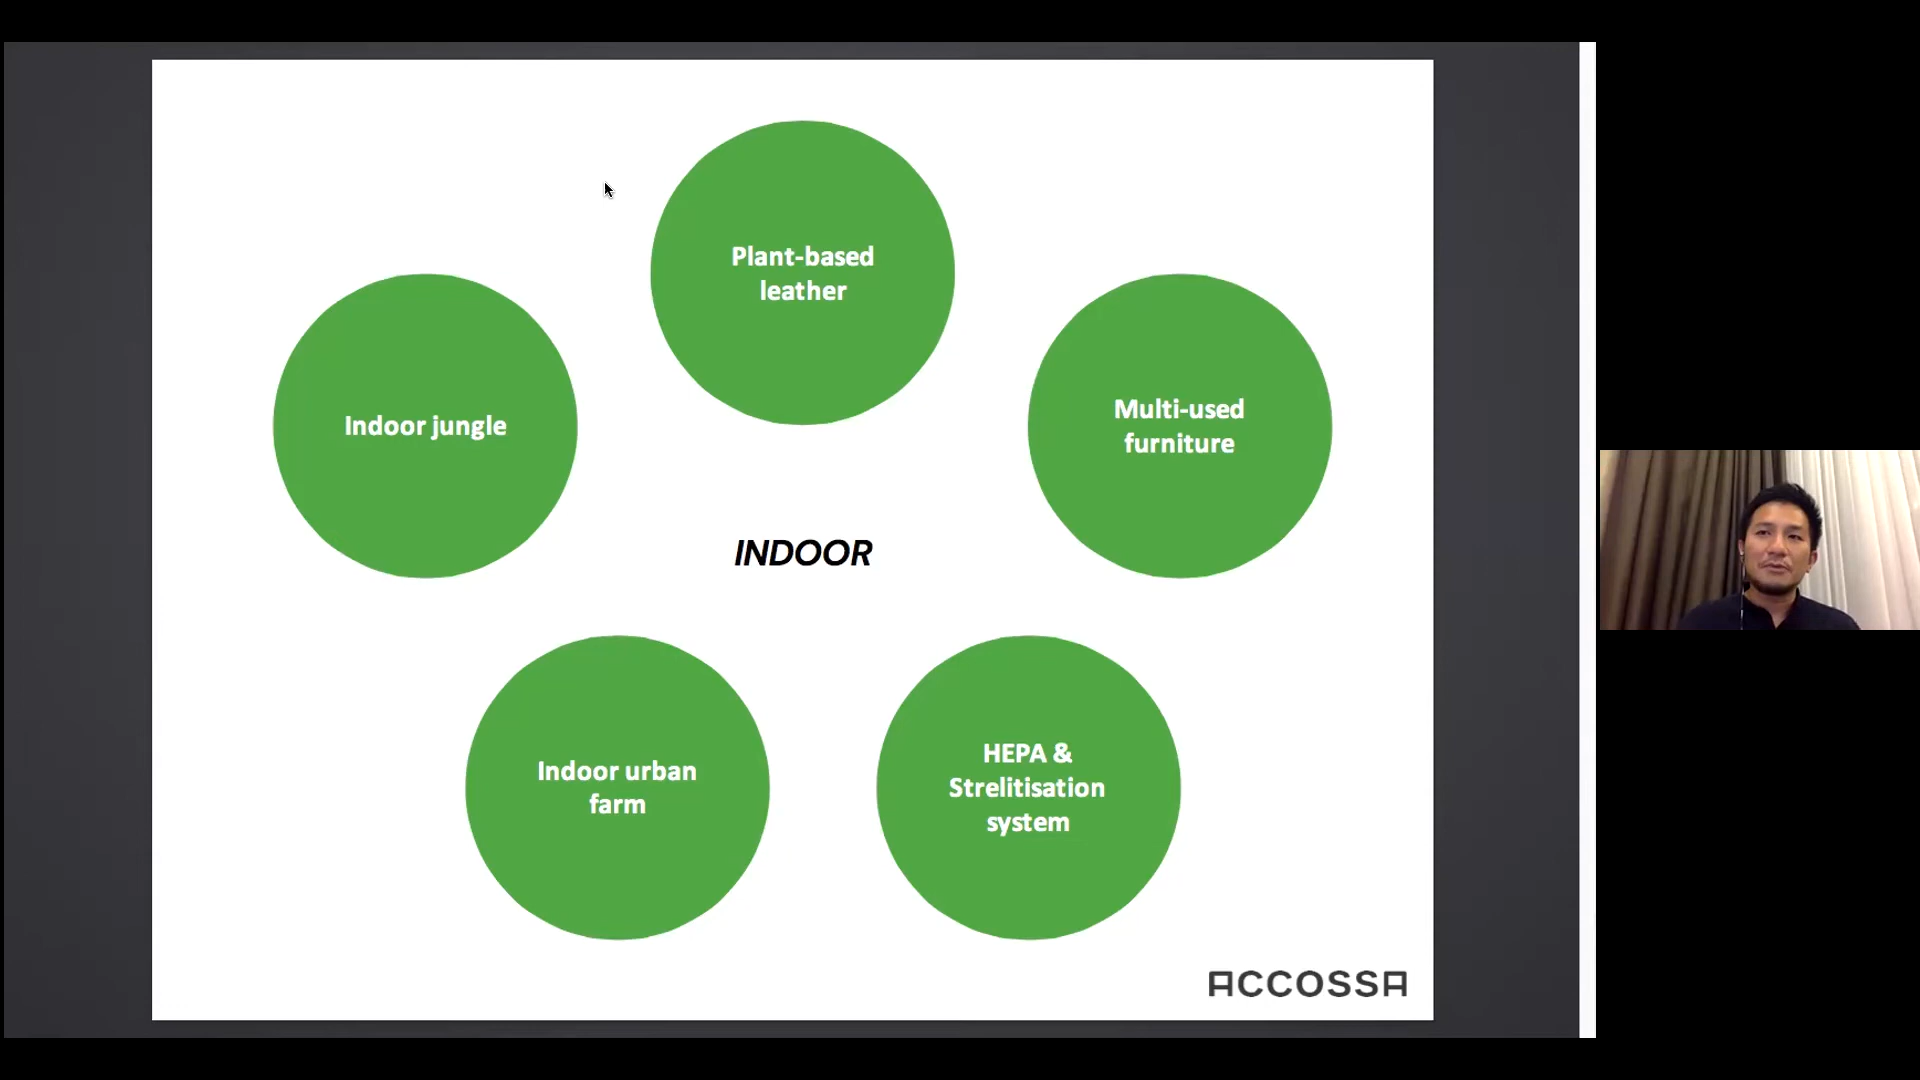 Plant-based
leather
Indoor jungle
Multi-used
furniture
INDOOR
Indoor urban
farm
HEPA &
Strelitisation
system
ACCOSSA